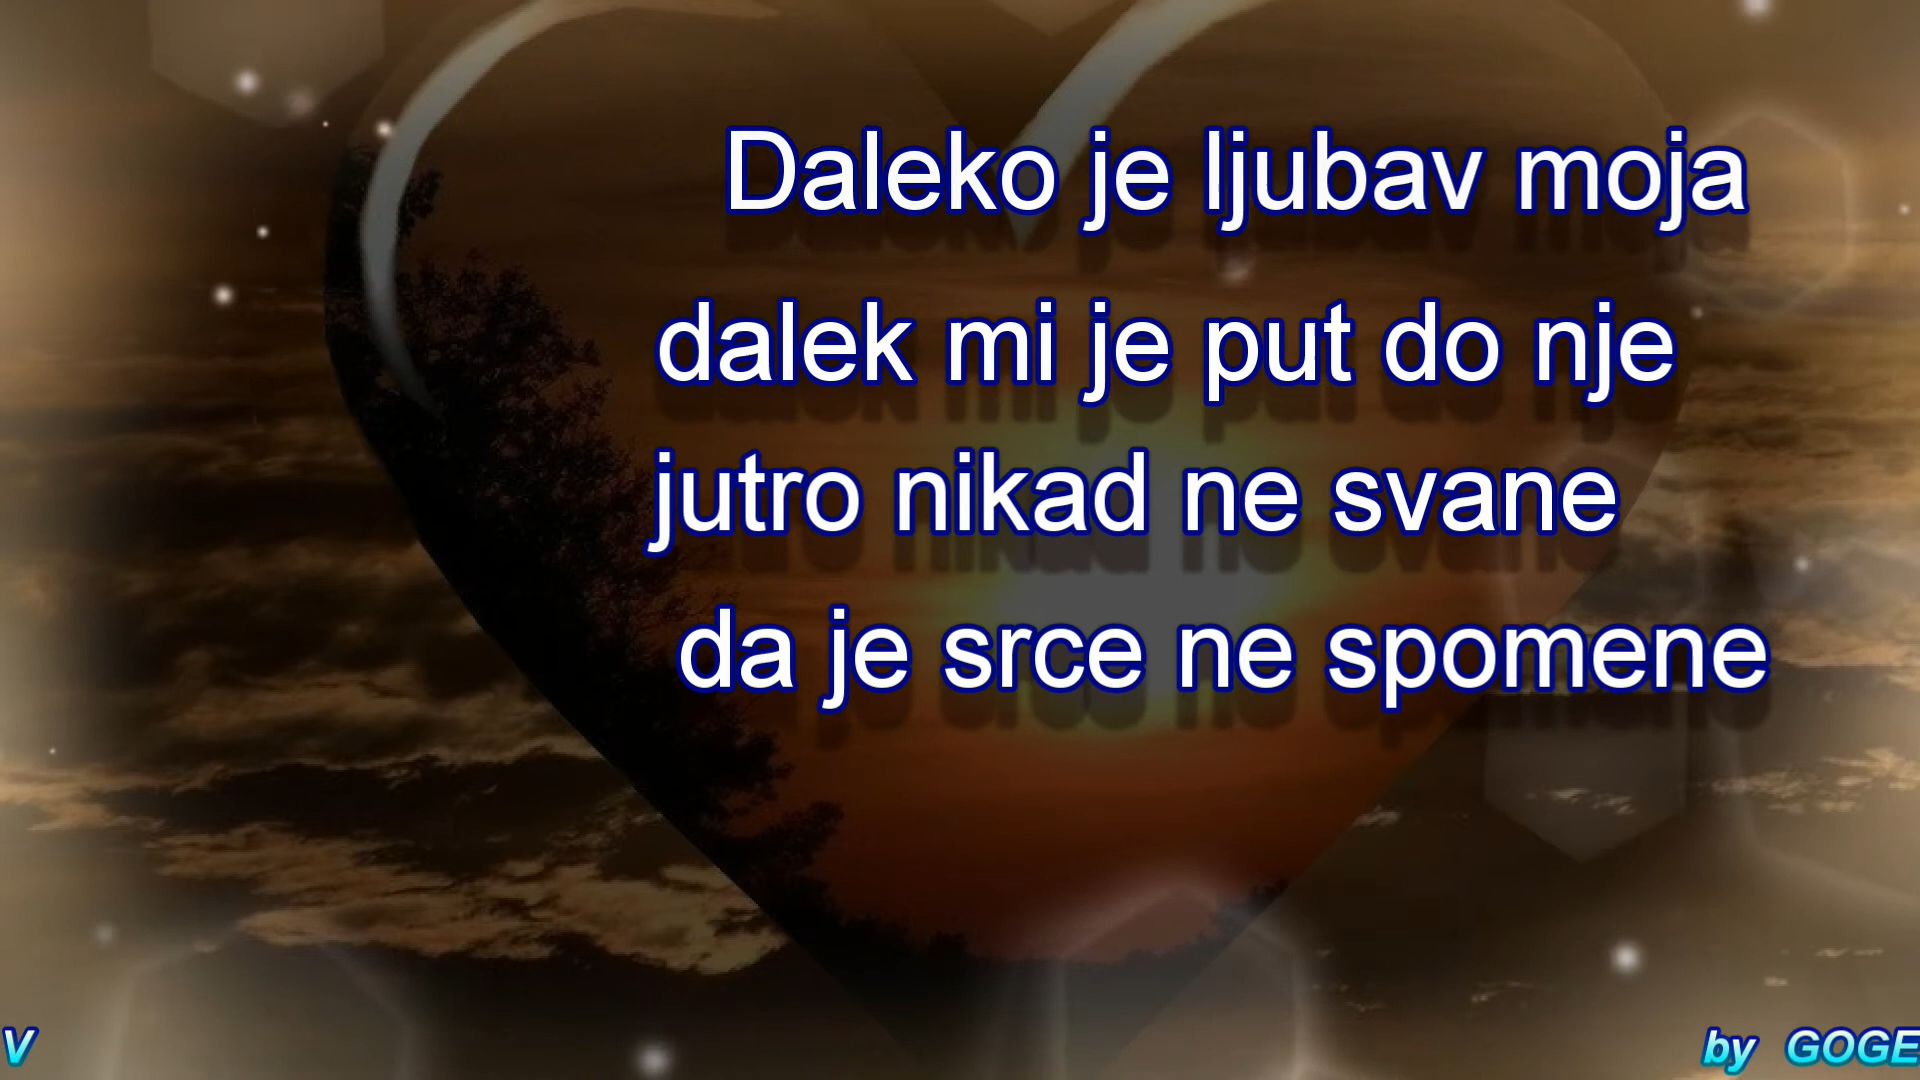 Daleko je ljubav moja
dalek mi je put do nje
jutro nikad ne svane
da je srce ne spomene
V
by GOGE